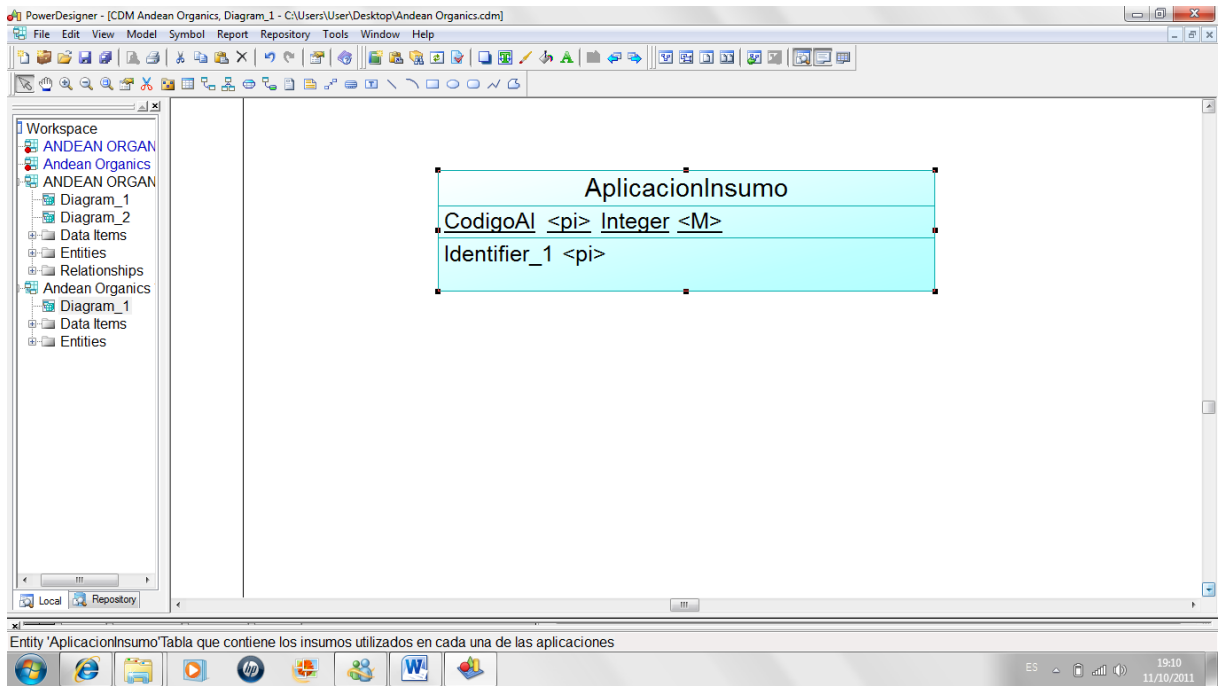 PowerDesigner - [CDM Andean Organics, Diagram_1 - C:\Users\User\Desktop\Andean Organics.cdm]
File Edit View Model Symbol Report Repository Tools Window Help
Workspace
ANDEAN ORGAN
Andean Organics
ANDEAN ORGAN
Diagram_1
Diagram_2
Data Items
Entities
Relationships
Andean Organics
Diagram_1
Data Items
Entities
Local Repository
AplicacionInsumo
CodigoAI <pi> Integer <M>
Identifier_1 <pi>
Entity 'AplicacionInsumo'Tabla que contiene los insumos utilizados en cada una de las aplicaciones
ES 19:10
11/10/2011